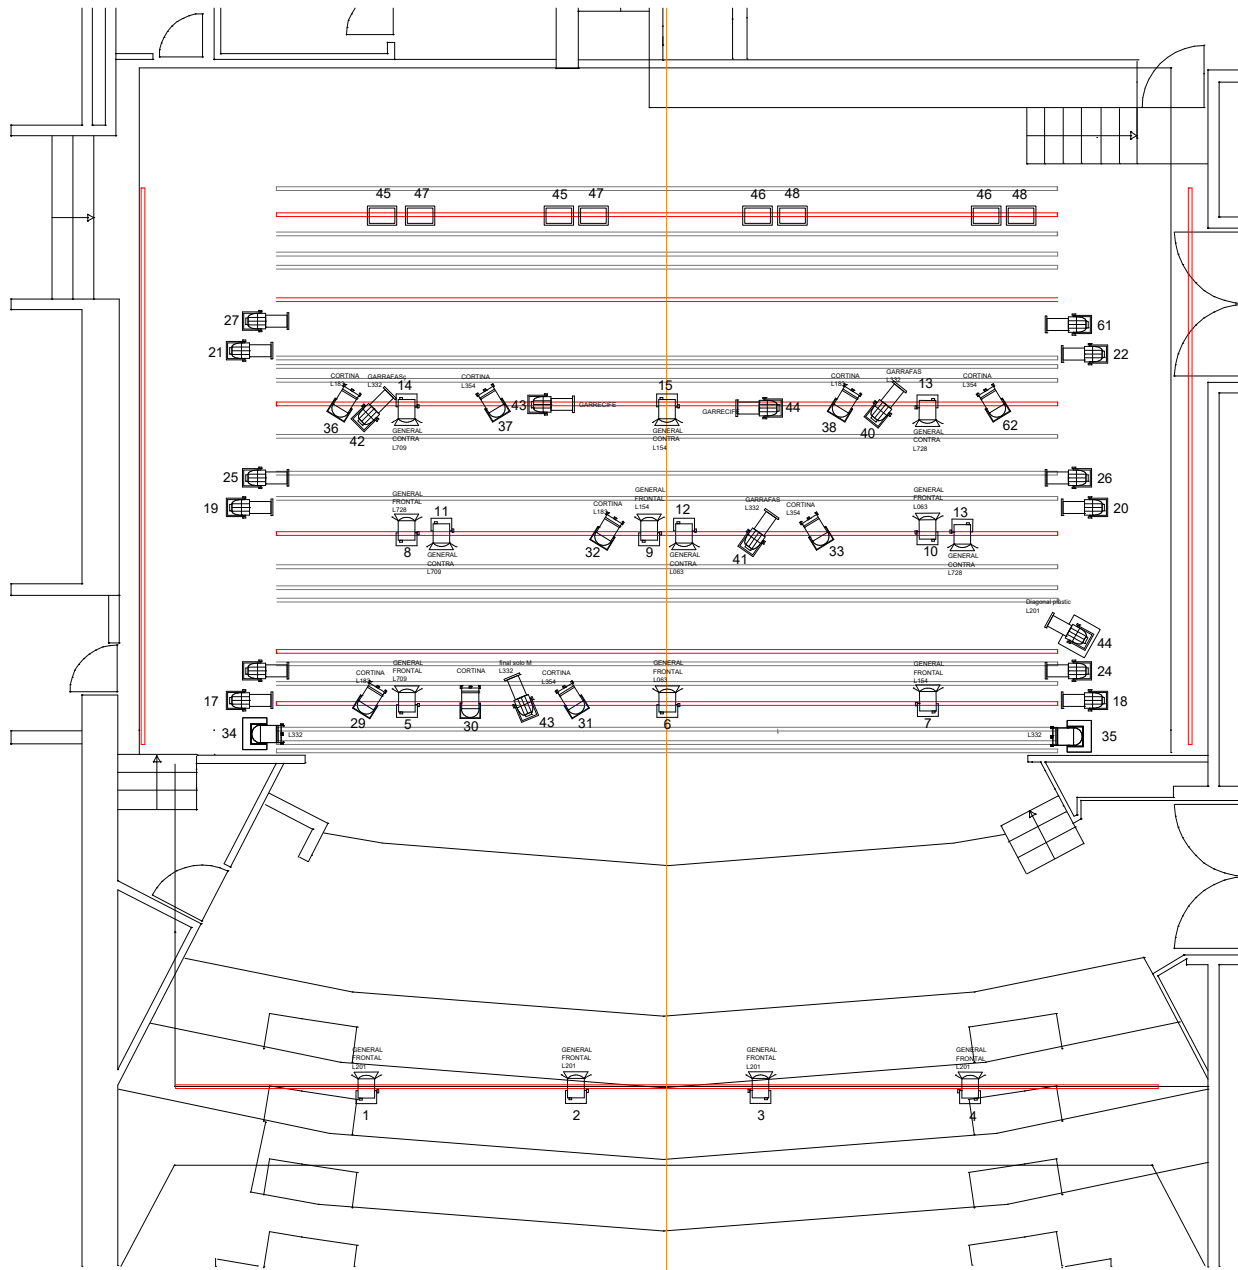 45 47 45 47 46 48 46 48
27 61
21 22
CORTINA
L183
GARRAFASc
L332
14
CORTINA
L354
15
CORTINA
L183
GARRAFAS
L332
13
CORTINA
L354
43
GARRECIFE
GARRECIFE
44
36
42
GENERAL
CONTRA
L709
37
GENERAL
CONTRA
L154
38
40
GENERAL
CONTRA
L728
62
25 26
19 20
GENERAL
FRONTAL
L728
11
CORTINA
L183
GENERAL
FRONTAL
L154
12
GARRAFAS
L332
CORTINA
L354
GENERAL
FRONTAL
L063
13
8
GENERAL
CONTRA
L709
32
9
GENERAL
CONTRA
L063
41
33
10
GENERAL
CONTRA
L728
Diagonal plastic
L201
44
24
CORTINA
L183
GENERAL
FRONTAL
L709
CORTINA
final solo M
L332
CORTINA
L354
GENERAL
FRONTAL
L063
GENERAL
FRONTAL
L154
17 18
29 5 30 43 31 6 7
34 L332 L332 35
GENERAL
FRONTAL
L201
GENERAL
FRONTAL
L201
GENERAL
FRONTAL
L201
GENERAL
FRONTAL
L201
1 2 3 4